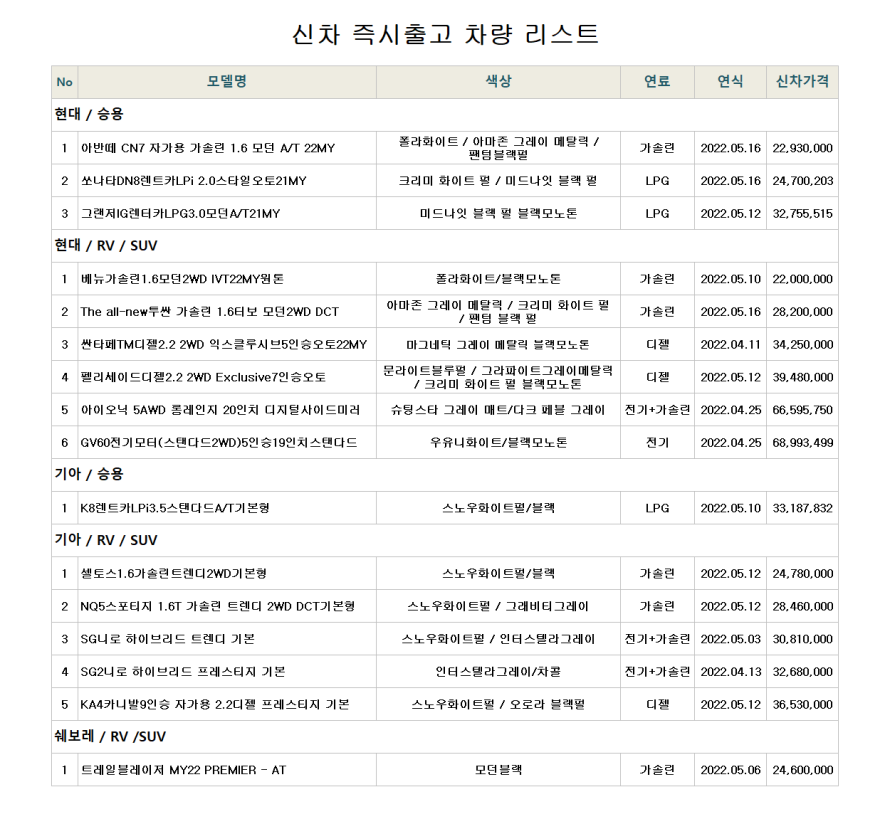 신차 즉시출고 차량 리스트
No 모델명 색상 연료 연식 신차가격
현대 / 승용
1 아반떼 CN7 자가용 가솔린 1.6 모던 A/T 22MY 폴라화이트 / 아마존 그레이 메탈릭 / 팬텀블랙펄 가솔린 2022.05.16 22,930,000
2 쏘나타DN8렌트카LPi 2.0스타일오토21MY 크리미 화이트 펄 / 미드나잇 블랙 펄 LPG 2022.05.16 24,700,203
3 그랜저IG렌터카LPG3.0모던A/T21MY 미드나잇 블랙 펄 블랙모노톤 LPG 2022.05.12 32,755,515
현대 / RV / SUV
1 베뉴가솔린1.6모던2WD IVT22MY원톤 폴라화이트/블랙모노톤 가솔린 2022.05.10 22,000,000
2 The all-new투싼 가솔린 1.6터보 모던2WD DCT 아마존 그레이 메탈릭 / 크리미 화이트 펄 / 팬텀 블랙 펄 가솔린 2022.05.16 28,200,000
3 싼타페TM디젤2.2 2WD 익스클루시브5인승오토22MY 마그네틱 그레이 메탈릭 블랙모노톤 디젤 2022.04.11 34,250,000
4 펠리세이드디젤2.2 2WD Exclusive7인승오토 문라이트블루펄 / 그라파이트그레이메탈릭 / 크리미 화이트 펄 블랙모노톤 디젤 2022.05.12 39,480,000
5 아이오닉 5AWD 롱레인지 20인치 디지털사이드미러 슈팅스타 그레이 매트/다크 페블 그레이 전기+가솔린 2022.04.25 66,595,750
6 GV60전기모터(스탠다드2WD)5인승19인치스탠다드 우유니화이트/블랙모노톤 전기 2022.04.25 68,993,499
기아 / 승용
1 K8렌트카LPi3.5스탠다드A/T기본형 스노우화이트펄/블랙 LPG 2022.05.10 33,187,832
기아 / RV / SUV
1 셀토스1.6가솔린트렌디2WD기본형 스노우화이트펄/블랙 가솔린 2022.05.12 24,780,000
2 NQ5스포티지 1.6T 가솔린 트렌디 2WD DCT기본형 스노우화이트펄 / 그래비티그레이 가솔린 2022.05.12 28,460,000
3 SG니로 하이브리드 트렌디 기본 스노우화이트펄 / 인터스텔라그레이 전기+가솔린 2022.05.03 30,810,000
4 SG2니로 하이브리드 프레스티지 기본 인터스텔라그레이/차콜 전기+가솔린 2022.04.13 32,680,000
5 KA4카니발9인승 자가용 2.2디젤 프레스티지 기본 스노우화이트펄 / 오로라 블랙펄 디젤 2022.05.12 36,530,000
쉐보레 / RV /SUV
1 트레일블레이저 MY22 PREMIER - AT 모던블랙 가솔린 2022.05.06 24,600,000